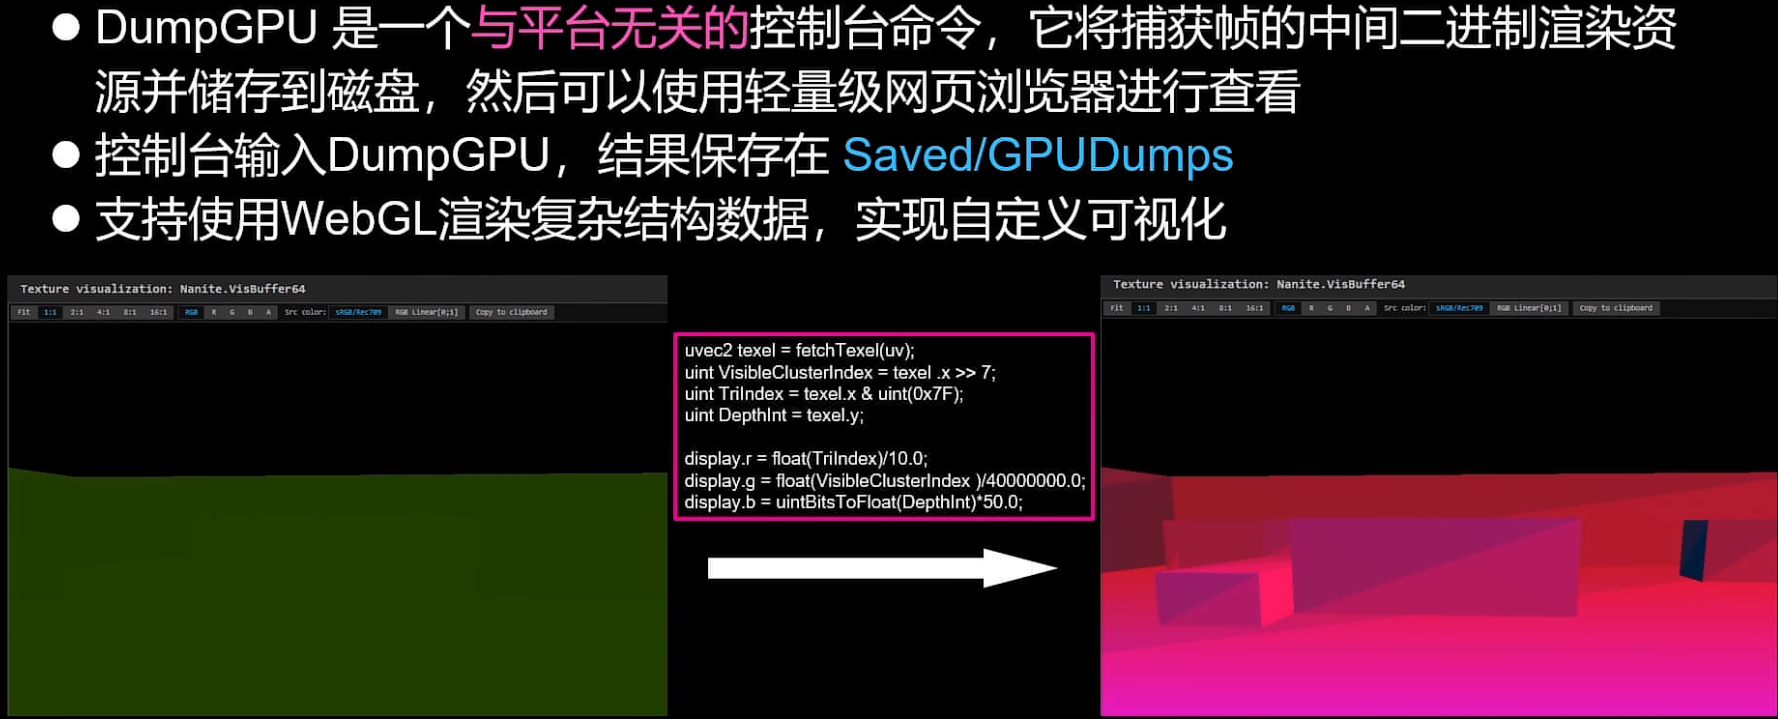 ● DumpGPU 是一个与平台无关的控制台命令，它将捕获帧的中间二进制渲染资
源并储存到磁盘，然后可以使用轻量级网页浏览器进行查看
● 控制台输入DumpGPU，结果保存在 Saved/GPUDumps
● 支持使用WebGL渲染复杂结构数据，实现自定义可视化
Texture visualization: Nanite.VisBuffer64
Fit 1:1 2:1 4:1 8:1 16:1 RGB R G B A Src color: sRGB/Rec709 RGB Linear[0;1] Copy to clipboard
uvec2 texel = fetchTexel(uv);
uint VisibleClusterIndex = texel .x >> 7;
uint TriIndex = texel.x & uint(0x7F);
uint DepthInt = texel.y;
display.r = float(TriIndex)/10.0;
display.g = float(VisibleClusterIndex )/40000000.0;
display.b = uintBitsToFloat(DepthInt)*50.0;
Texture visualization: Nanite.VisBuffer64
Fit 1:1 2:1 4:1 8:1 16:1 RGB R G B A Src color: sRGB/Rec709 RGB Linear[0;1] Copy to clipboard